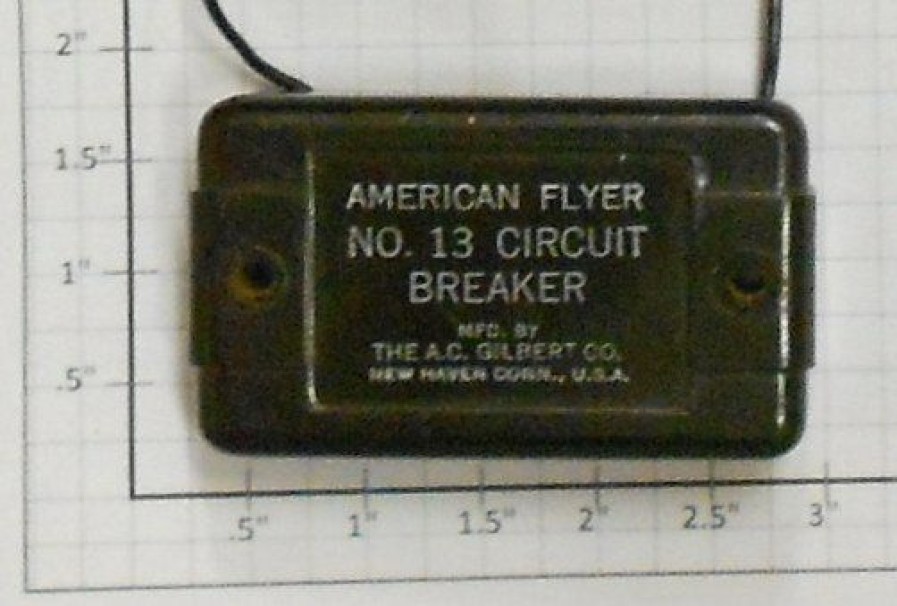 2"
1.5"
1"
.5"
AMERICAN FLYER
NO. 13 CIRCUIT
BREAKER
MFD. BY
THE A.C. GILBERT CO.
NEW HAVEN CONN., U.S.A.
.5" 1" 1.5" 2" 2.5" 3"